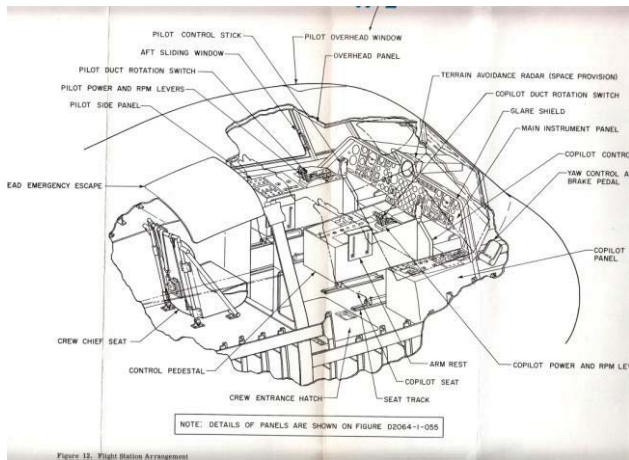 PILOT CONTROL STICK
PILOT OVERHEAD WINDOW
AFT SLIDING WINDOW
OVERHEAD PANEL
PILOT DUCT ROTATION SWITCH
TERRAIN AVOIDANCE RADAR (SPACE PROVISION)
PILOT POWER AND RPM LEVERS
COPILOT DUCT ROTATION SWITCH
PILOT SIDE PANEL
GLARE SHIELD
MAIN INSTRUMENT PANEL
COPILOT CONTRO
EAD EMERGENCY ESCAPE
YAW CONTROL A
BRAKE PEDAL
COPILOT
PANEL
CREW CHIEF SEAT
ARM REST
COPILOT POWER AND RPM LEV
CONTROL PEDESTAL
COPILOT SEAT
CREW ENTRANCE HATCH
SEAT TRACK
NOTE: DETAILS OF PANELS ARE SHOWN ON FIGURE D2064-1-055
Figure 12. Flight Station Arrangement